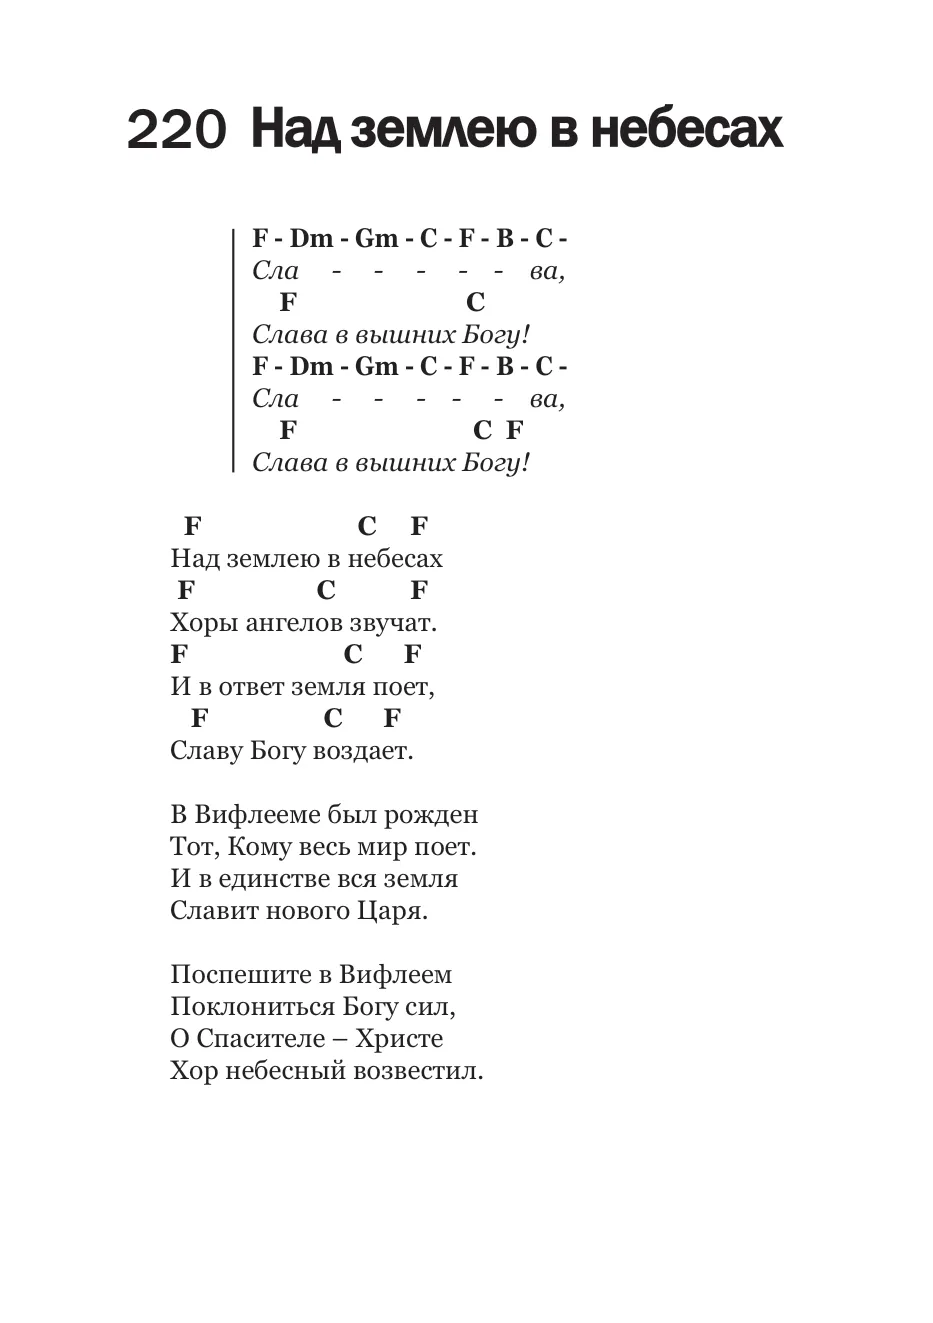 220 Над землею в небесах
F - Dm - Gm - C - F - B - C -
Сла - - - - - ва,
F C
Слава в вышних Богу!
F - Dm - Gm - C - F - B - C -
Сла - - - - - ва,
F C F
Слава в вышних Богу!
F C F
Над землею в небесах
F C F
Хоры ангелов звучат.
F C F
И в ответ земля поет,
F C F
Славу Богу воздает.
В Вифлееме был рожден
Тот, Кому весь мир поет.
И в единстве вся земля
Славит нового Царя.
Поспешите в Вифлеем
Поклониться Богу сил,
О Спасителе – Христе
Хор небесный возвестил.